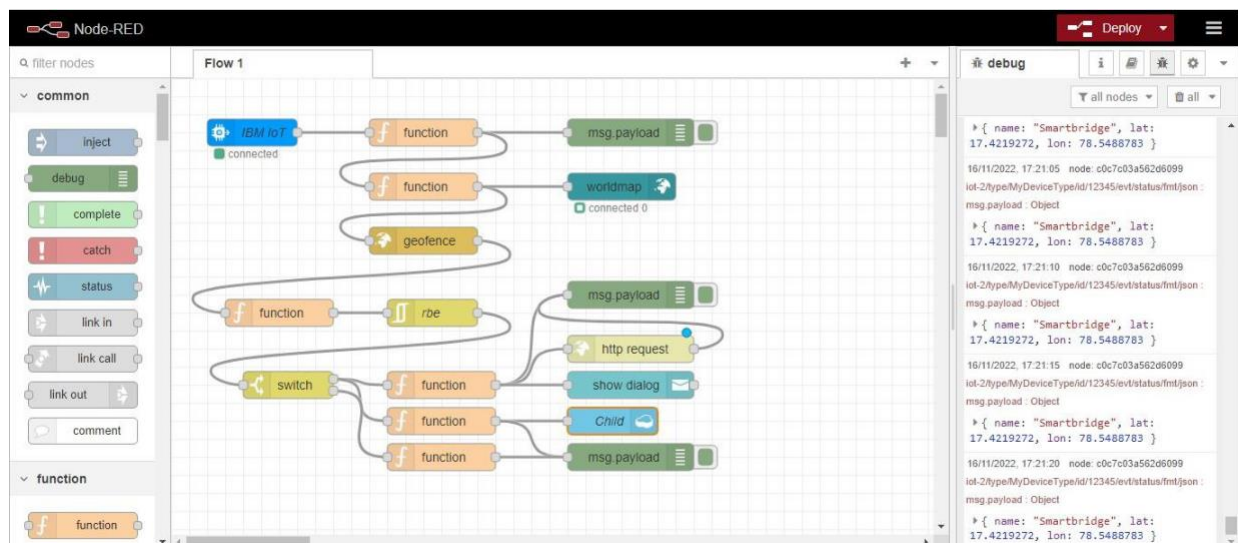 Node-RED
Deploy
filter nodes
Flow 1
debug
i
all nodes
all
common
inject
debug
complete
catch
status
link in
link call
link out
comment
function
function
IBM IoT
connected
function
msg.payload
function
worldmap
connected 0
geofence
function
rbe
msg.payload
http request
switch
function
show dialog
function
Child
function
msg.payload
{ name: "Smartbridge", lat:
17.4219272, lon: 78.5488783 }
16/11/2022, 17:21:05 node: c0c7c03a562d6099
iot-2/type/MyDeviceType/id/12345/evt/status/fmt/json :
msg.payload : Object
{ name: "Smartbridge", lat:
17.4219272, lon: 78.5488783 }
16/11/2022, 17:21:10 node: c0c7c03a562d6099
iot-2/type/MyDeviceType/id/12345/evt/status/fmt/json :
msg.payload : Object
{ name: "Smartbridge", lat:
17.4219272, lon: 78.5488783 }
16/11/2022, 17:21:15 node: c0c7c03a562d6099
iot-2/type/MyDeviceType/id/12345/evt/status/fmt/json :
msg.payload : Object
{ name: "Smartbridge", lat:
17.4219272, lon: 78.5488783 }
16/11/2022, 17:21:20 node: c0c7c03a562d6099
iot-2/type/MyDeviceType/id/12345/evt/status/fmt/json :
msg.payload : Object
{ name: "Smartbridge", lat:
17.4219272, lon: 78.5488783 }